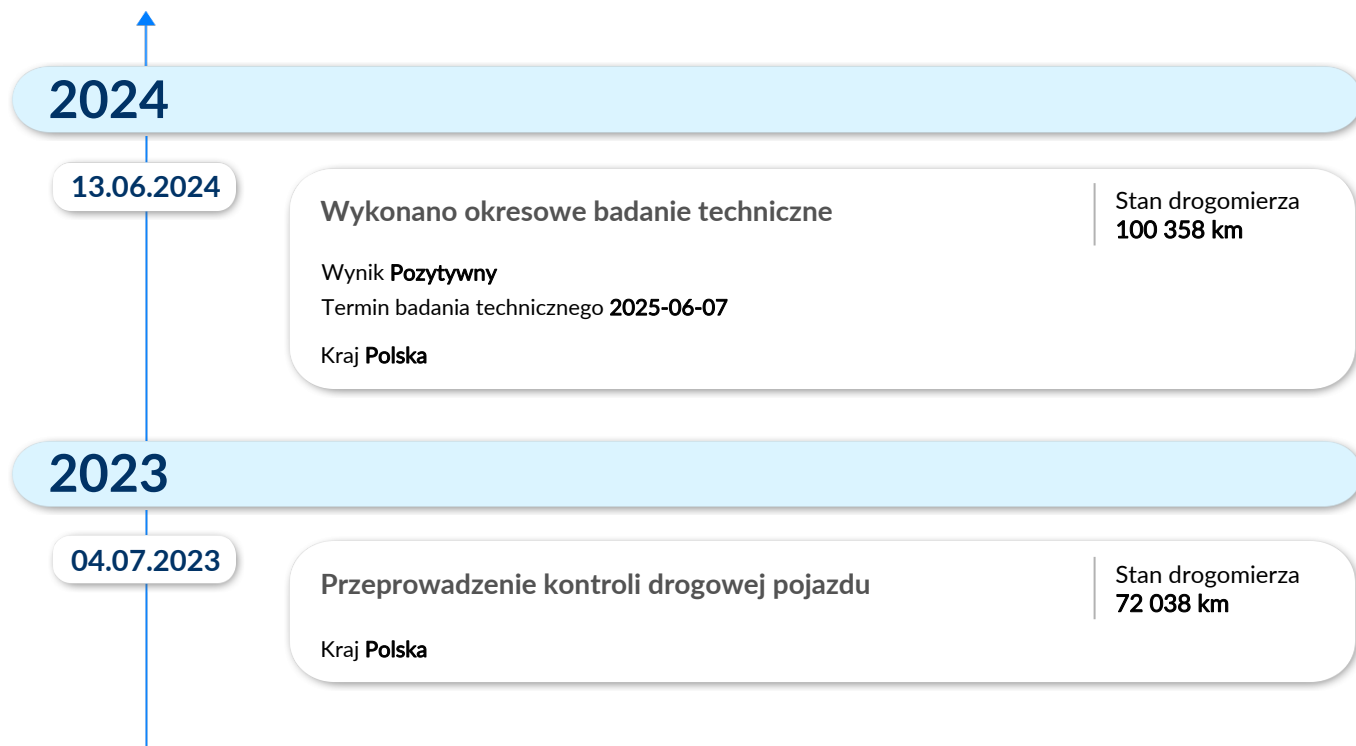 2024
13.06.2024
Wykonano okresowe badanie techniczne
Stan drogomierza
100 358 km
Wynik Pozytywny
Termin badania technicznego 2025-06-07
Kraj Polska
2023
04.07.2023
Przeprowadzenie kontroli drogowej pojazdu
Stan drogomierza
72 038 km
Kraj Polska